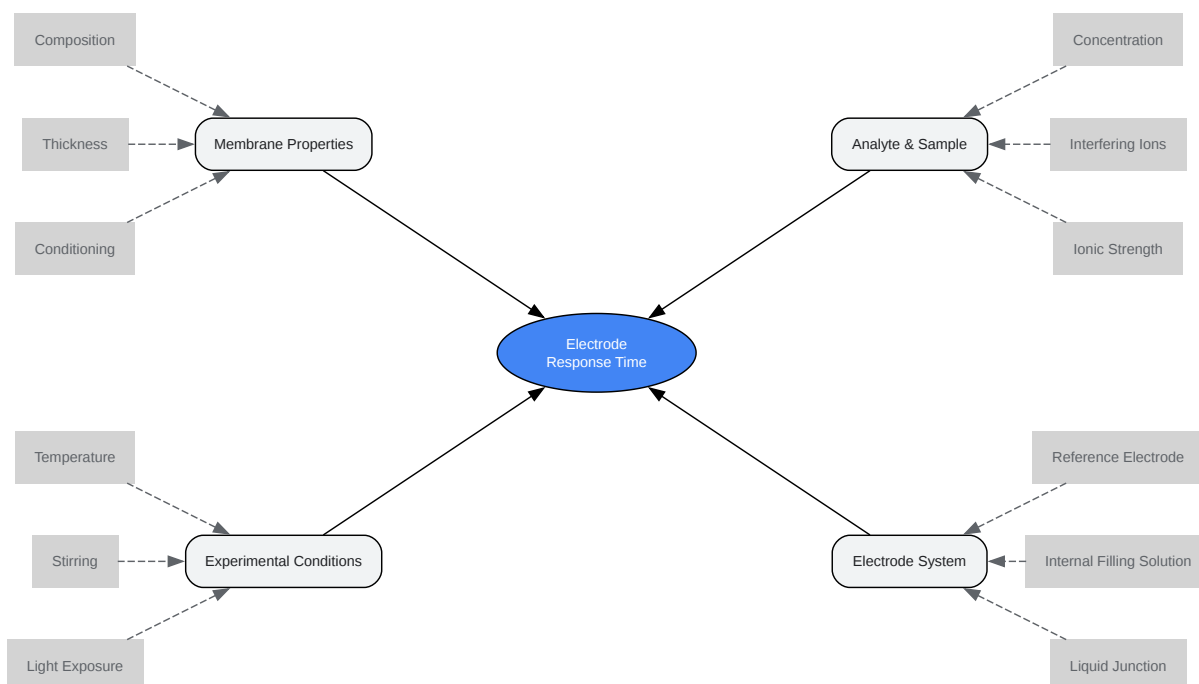 Composition
Concentration
Thickness
Membrane Properties
Analyte & Sample
Interfering Ions
Conditioning
Ionic Strength
Electrode
Response Time
Temperature
Reference Electrode
Stirring
Experimental Conditions
Electrode System
Internal Filling Solution
Light Exposure
Liquid Junction